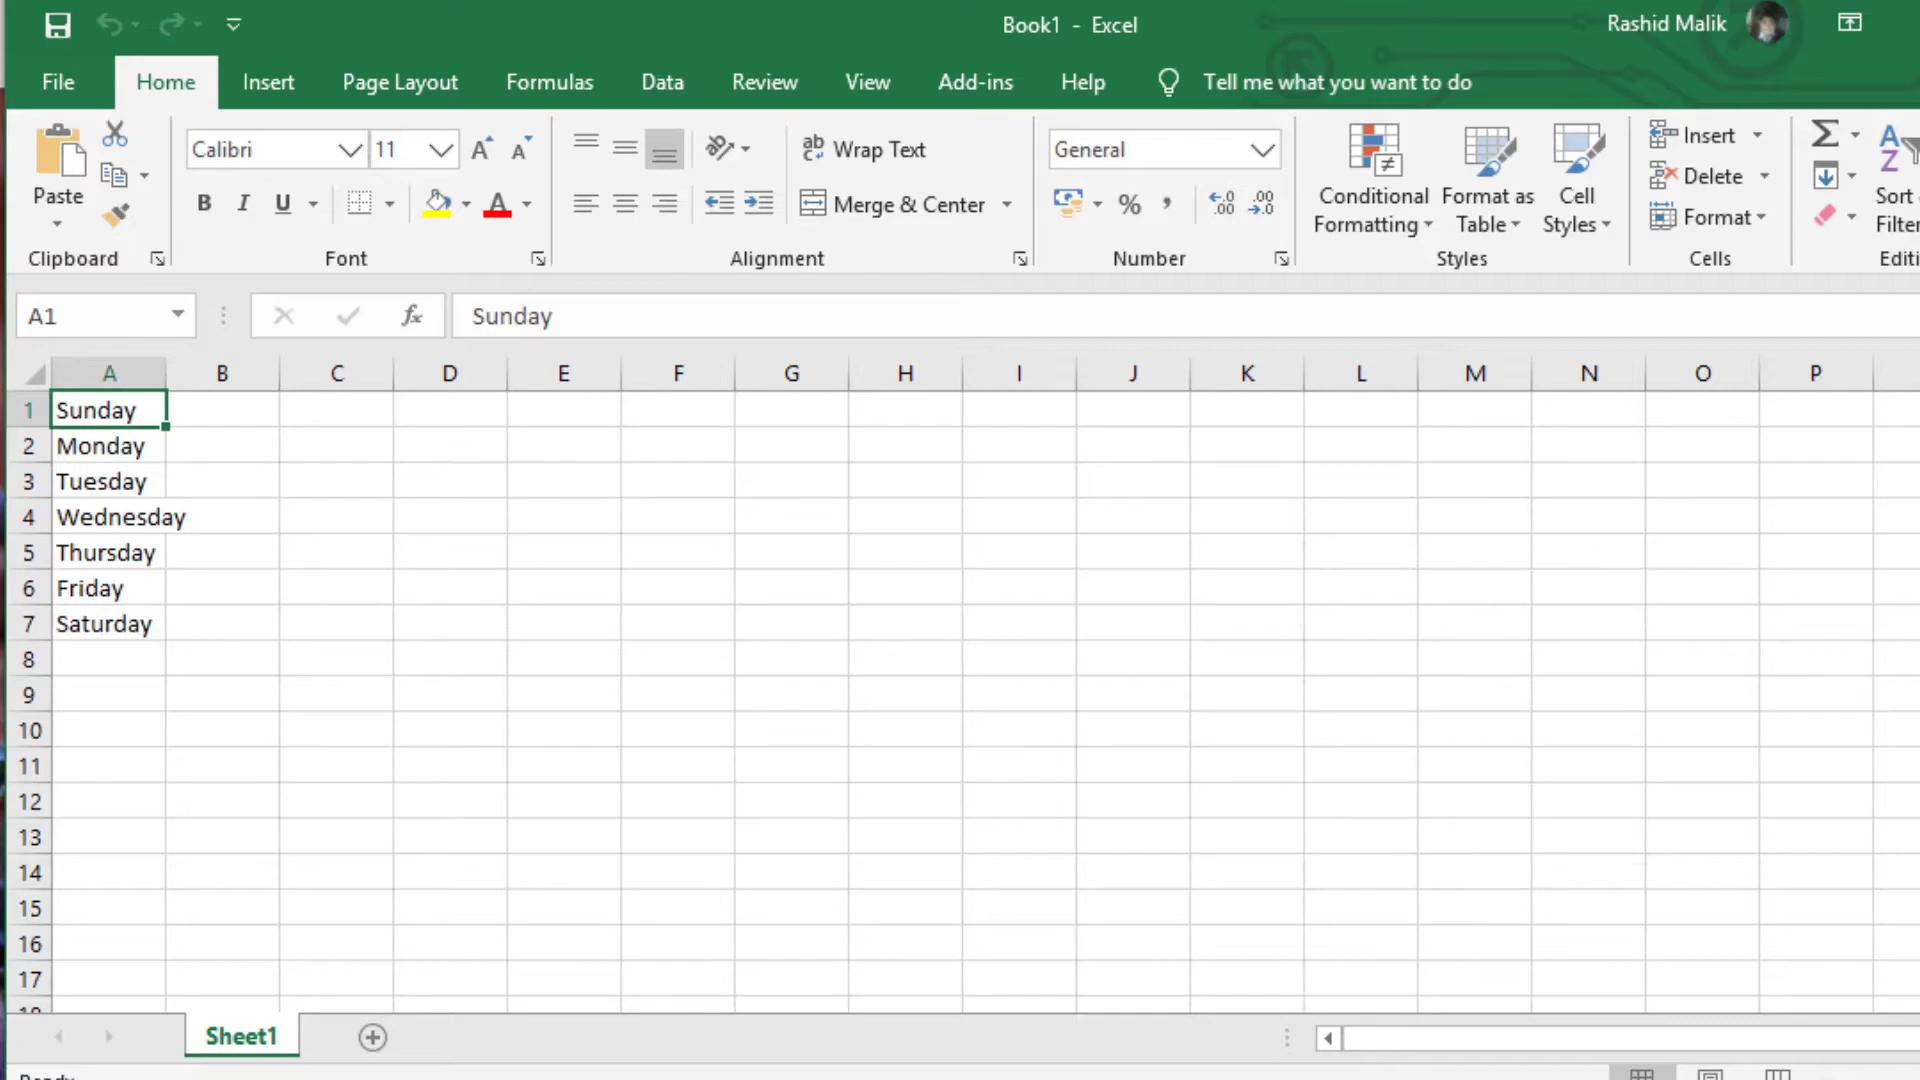 Book1 - Excel
Rashid Malik
File Home Insert Page Layout Formulas Data Review View Add-ins Help Tell me what you want to do
Paste
Clipboard
Calibri 11
B I U
Font
Wrap Text
Merge & Center
Alignment
General
%
Number
Conditional Formatting
Format as Table
Cell Styles
Styles
Insert
Delete
Format
Cells
Sort
Filter
A1 fx Sunday
A B C D E F G H I J K L M N O P
1 Sunday
2 Monday
3 Tuesday
4 Wednesday
5 Thursday
6 Friday
7 Saturday
8
9
10
11
12
13
14
15
16
17
Sheet1